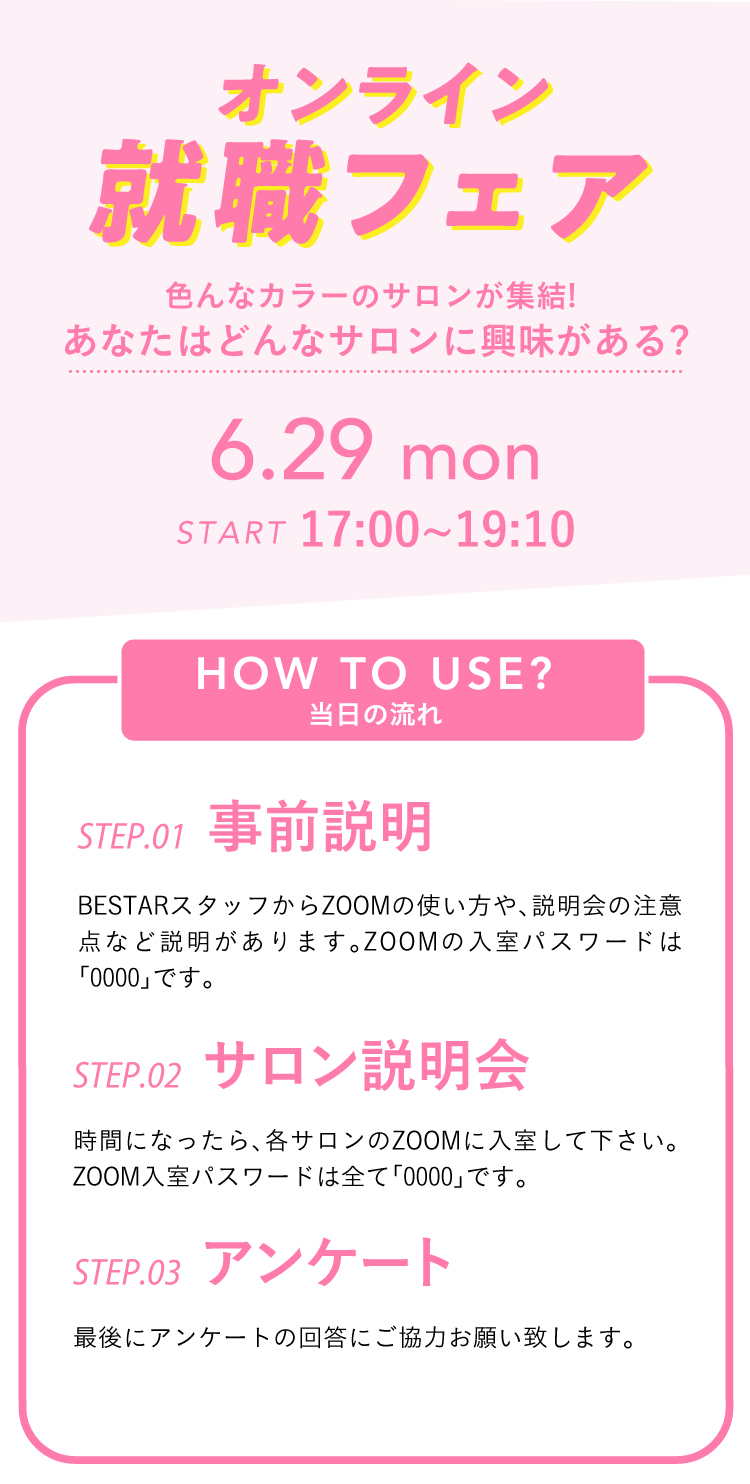 オンライン
就職フェア
色んなカラーのサロンが集結!
あなたはどんなサロンに興味がある?
6.29 mon
START 17:00~19:10
HOW TO USE?
当日の流れ
STEP.01 事前説明
BESTARスタッフからZOOMの使い方や、説明会の注意
点など説明があります。ZOOMの入室パスワードは
「0000」です。
STEP.02 サロン説明会
時間になったら、各サロンのZOOMに入室して下さい。
ZOOM入室パスワードは全て「0000」です。
STEP.03 アンケート
最後にアンケートの回答にご協力お願い致します。